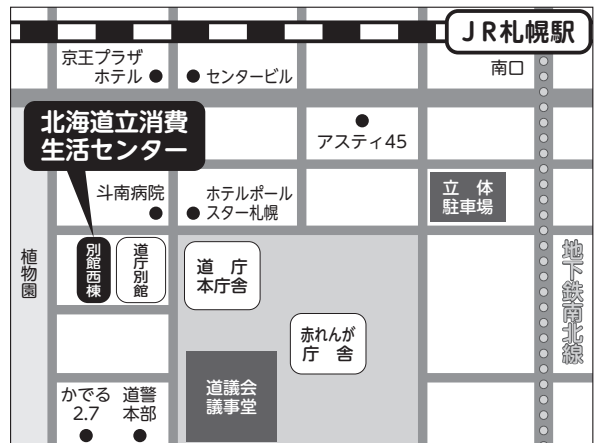 JR札幌駅
南口
京王プラザ
ホテル
センタービル
アスティ45
北海道立消費
生活センター
斗南病院
ホテルポール
スター札幌
立 体
駐車場
植物園
別館西棟
道庁別館
道 庁
本庁舎
地下鉄南北線
赤れんが
庁 舎
道議会
議事堂
かでる
2.7
道警
本部